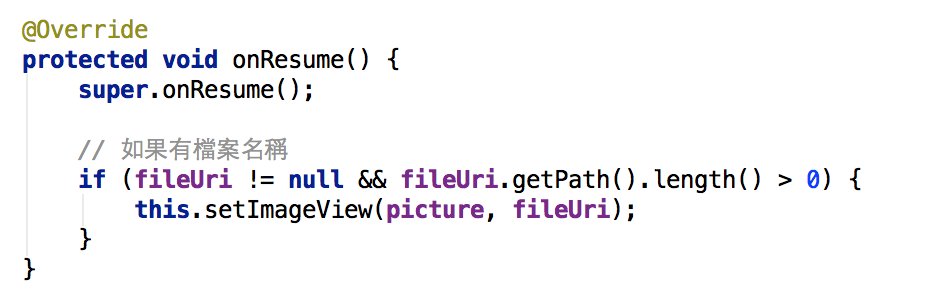 @Override
protected void onResume() {
    super.onResume();

    // 如果有檔案名稱
    if (fileUri != null && fileUri.getPath().length() > 0) {
        this.setImageView(picture, fileUri);
    }
}